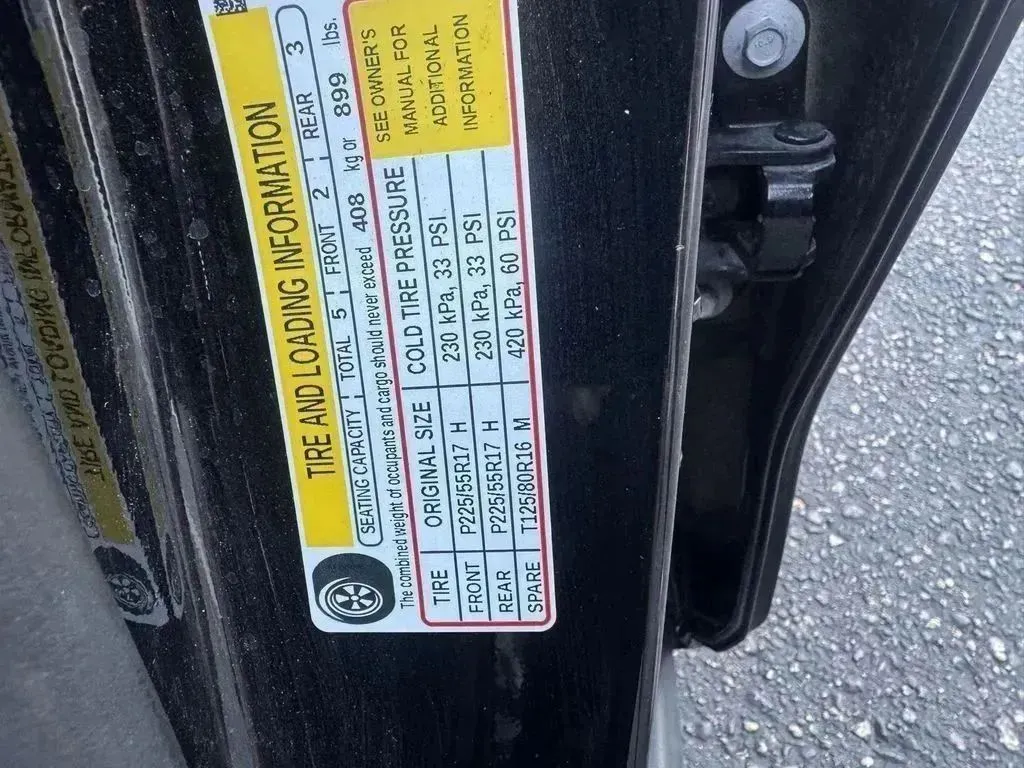 TIRE AND LOADING INFORMATION
SEATING CAPACITY TOTAL 5 FRONT 2 REAR 3
The combined weight of occupants and cargo should never exceed 408 kg or 899 lbs.
TIRE ORIGINAL SIZE COLD TIRE PRESSURE
FRONT P225/55R17 H 230 kPa, 33 PSI
REAR P225/55R17 H 230 kPa, 33 PSI
SPARE T125/80R16 M 420 kPa, 60 PSI
SEE OWNER'S
MANUAL FOR
ADDITIONAL
INFORMATION